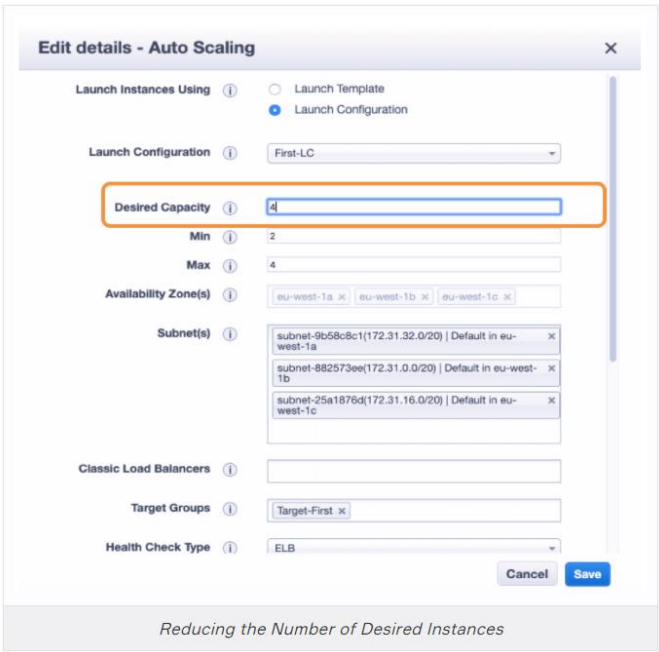 Edit details - Auto Scaling ×
Launch Instances Using i Launch Template
Launch Configuration
Launch Configuration i First-LC
Desired Capacity i 4
Min i 2
Max i 4
Availability Zone(s) i eu-west-1a × eu-west-1b × eu-west-1c ×
Subnet(s) i subnet-9b58c8c1(172.31.32.0/20) | Default in eu- ×
west-1a
subnet-882573ee(172.31.0.0/20) | Default in eu-west- ×
1b
subnet-25a1876d(172.31.16.0/20) | Default in eu- ×
west-1c
Classic Load Balancers i
Target Groups i Target-First ×
Health Check Type i ELB
Cancel Save
Reducing the Number of Desired Instances